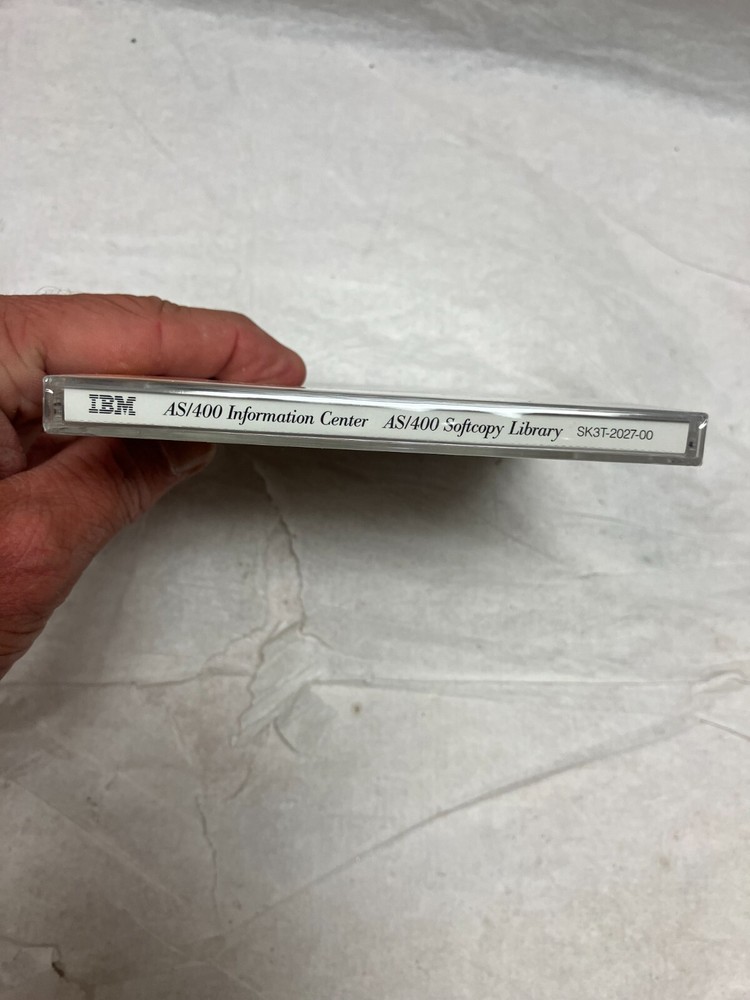 IBM AS/400 Information Center AS/400 Softcopy Library SK3T-2027-00